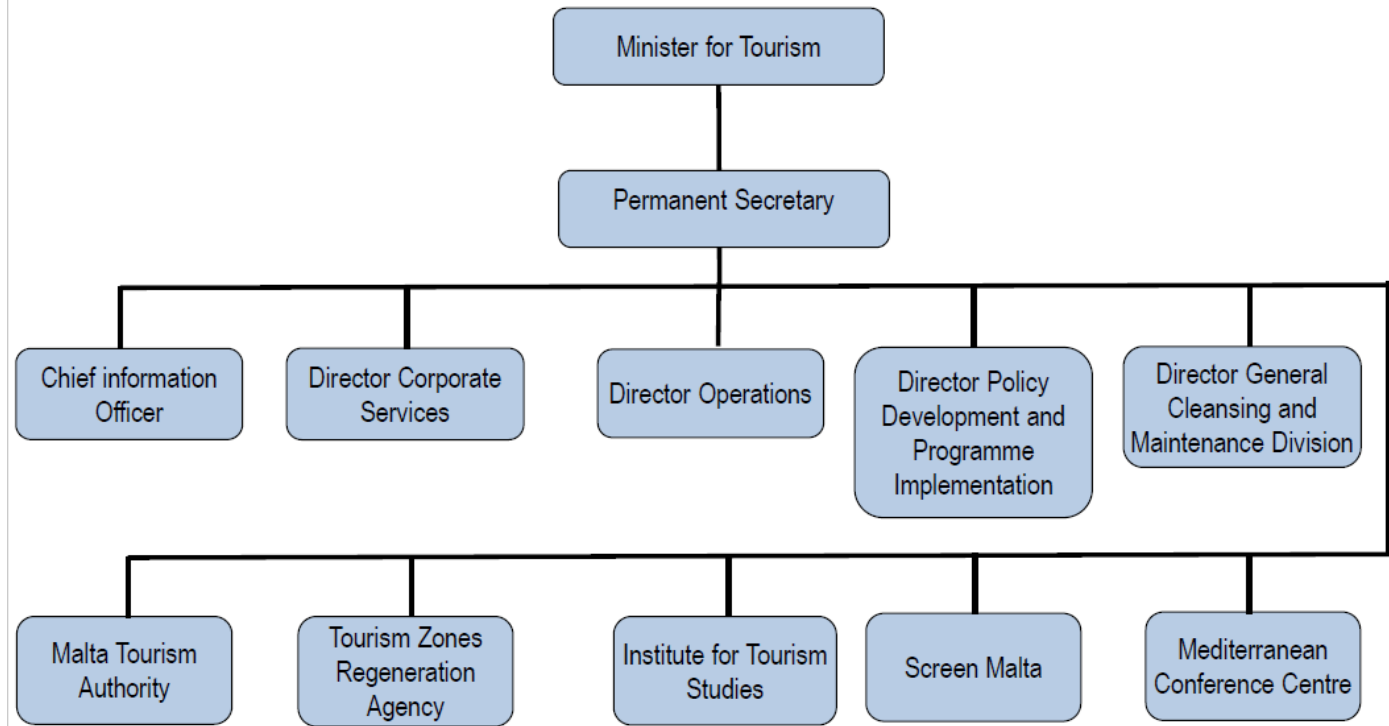 Minister for Tourism
Permanent Secretary
Chief information
Officer
Director Corporate
Services
Director Operations
Director Policy
Development and
Programme
Implementation
Director General
Cleansing and
Maintenance Division
Malta Tourism
Authority
Tourism Zones
Regeneration
Agency
Institute for Tourism
Studies
Screen Malta
Mediterranean
Conference Centre